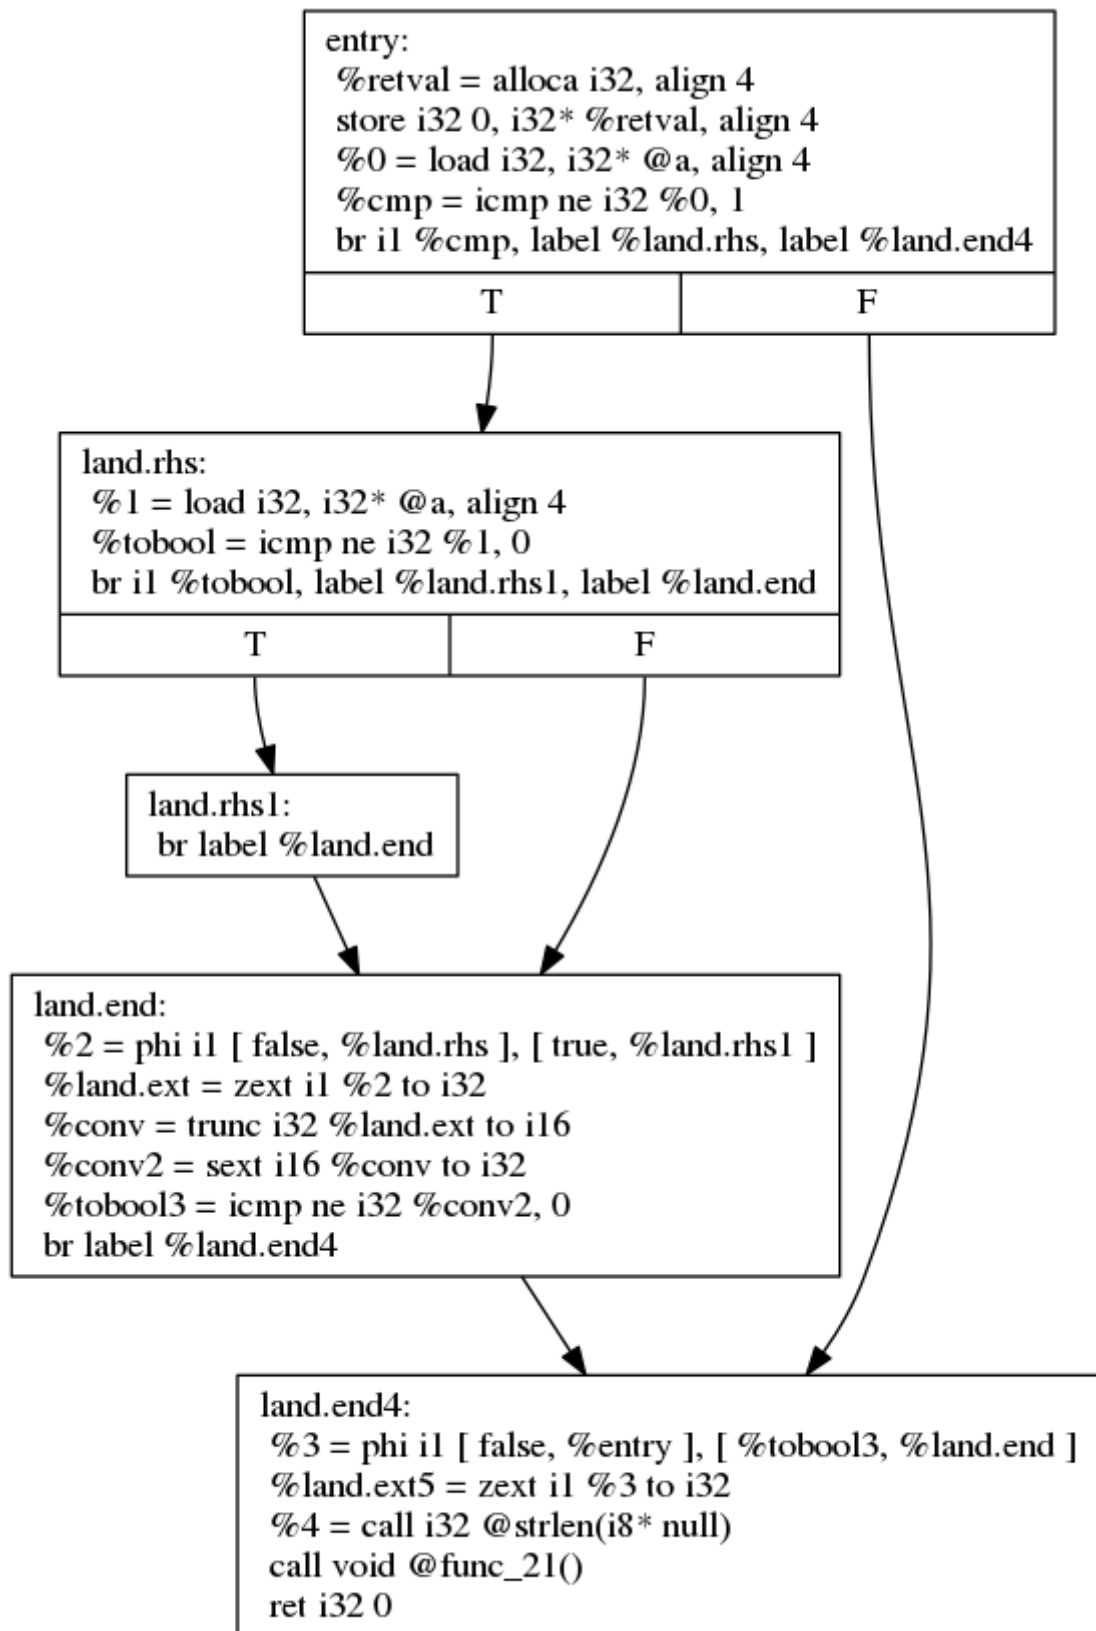 entry:
%retval = alloca i32, align 4
store i32 0, i32* %retval, align 4
%0 = load i32, i32* @a, align 4
%cmp = icmp ne i32 %0, 1
br i1 %cmp, label %land.rhs, label %land.end4
T F
land.rhs:
%1 = load i32, i32* @a, align 4
%tobool = icmp ne i32 %1, 0
br i1 %tobool, label %land.rhs1, label %land.end
T F
land.rhs1:
br label %land.end
land.end:
%2 = phi i1 [ false, %land.rhs ], [ true, %land.rhs1 ]
%land.ext = zext i1 %2 to i32
%conv = trunc i32 %land.ext to i16
%conv2 = sext i16 %conv to i32
%tobool3 = icmp ne i32 %conv2, 0
br label %land.end4
land.end4:
%3 = phi i1 [ false, %entry ], [ %tobool3, %land.end ]
%land.ext5 = zext i1 %3 to i32
%4 = call i32 @strlen(i8* null)
call void @func_21()
ret i32 0